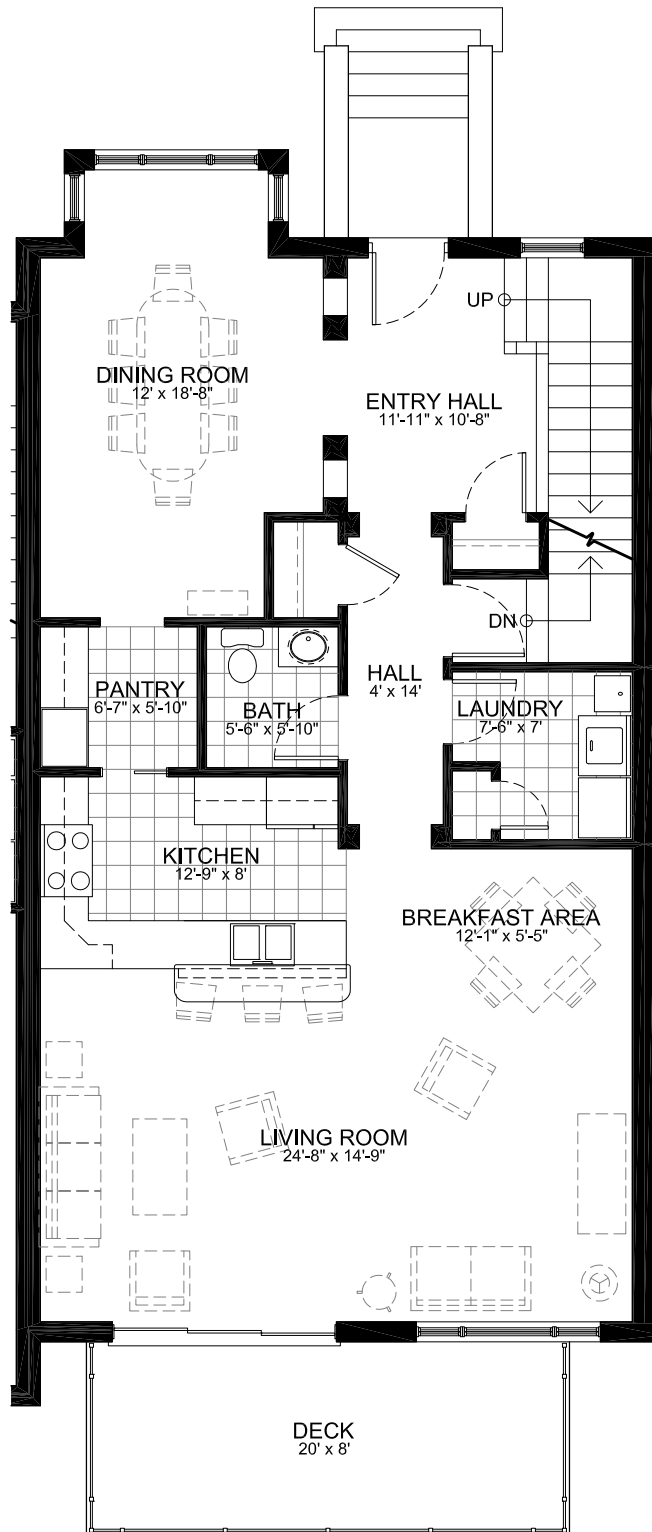 UP
DINING ROOM
12' x 18'-8"
ENTRY HALL
11'-11" x 10'-8"
DN
HALL
4' x 14'
PANTRY
6'-7" x 5'-10"
BATH
5'-6" x 5'-10"
LAUNDRY
7'-6" x 7'
KITCHEN
12'-9" x 8'
BREAKFAST AREA
12'-1" x 5'-5"
LIVING ROOM
24'-8" x 14'-9"
DECK
20' x 8'